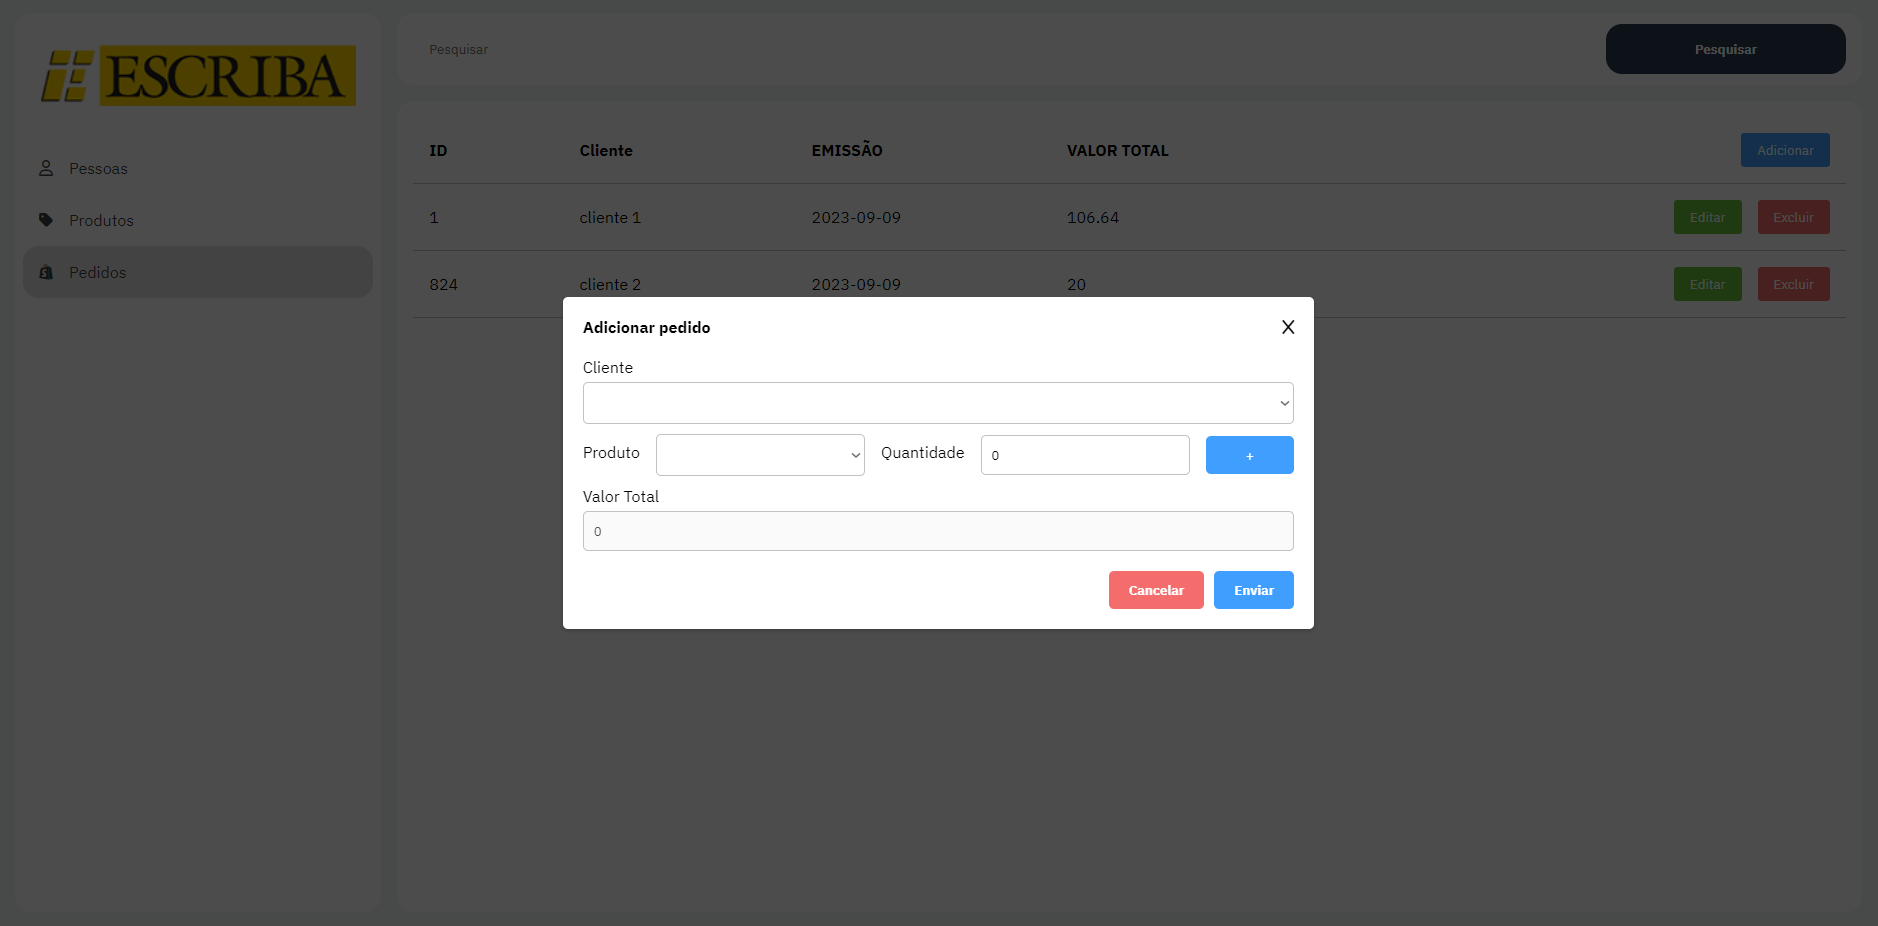 ESCRIBA
Pessoas
Produtos
Pedidos
Pesquisar
Pesquisar
ID Cliente EMISSÃO VALOR TOTAL Adicionar
1 cliente 1 2023-09-09 106.64 Editar Excluir
824 cliente 2 2023-09-09 20 Editar Excluir
Adicionar pedido X
Cliente
Produto Quantidade 0 +
Valor Total
0
Cancelar Enviar